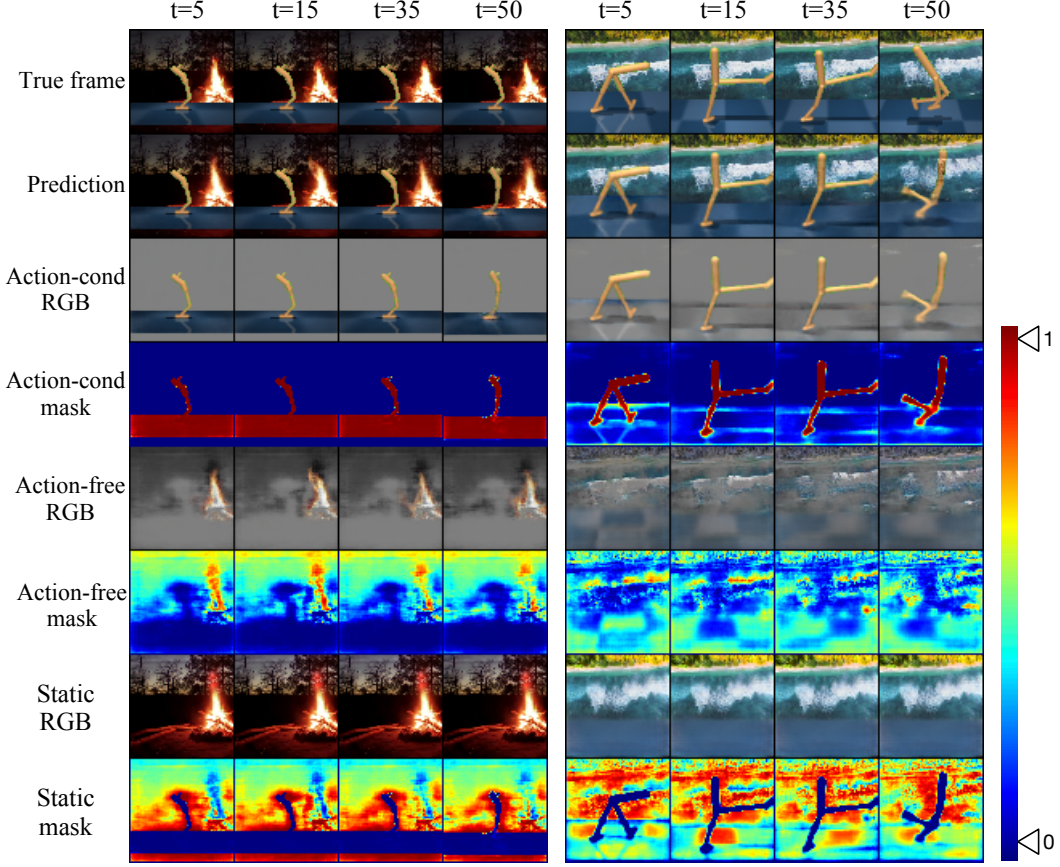 t=5 t=15 t=35 t=50 t=5 t=15 t=35 t=50
True frame
Prediction
Action-cond
RGB
Action-cond
mask
Action-free
RGB
Action-free
mask
Static
RGB
Static
mask
1
0